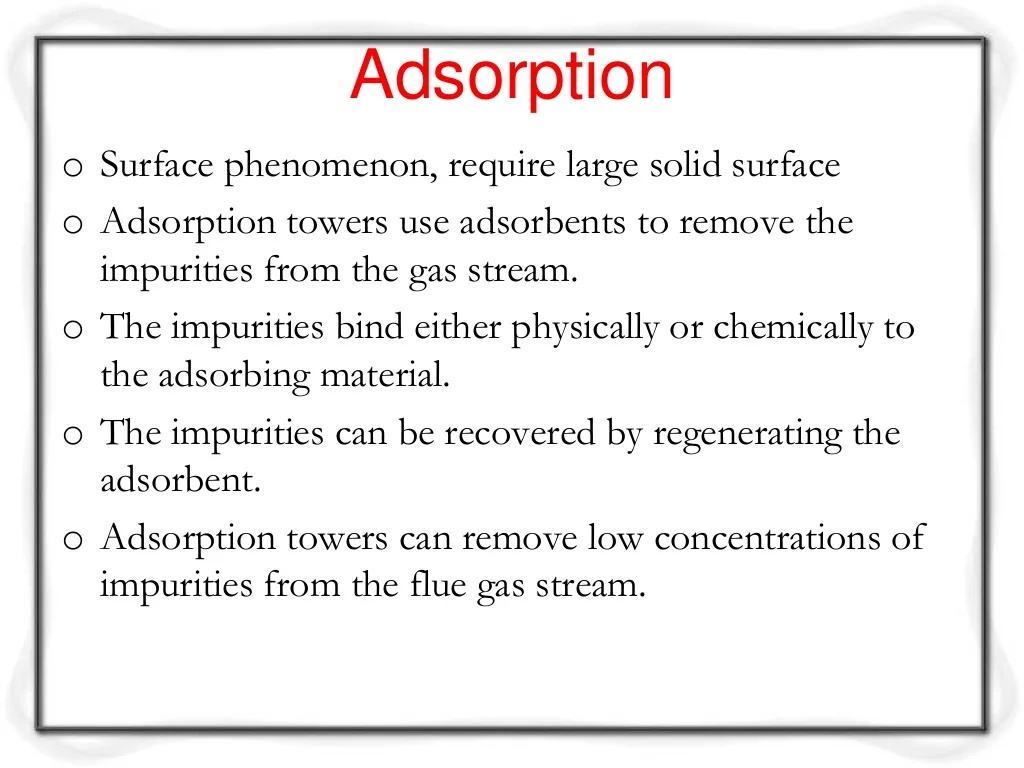 Adsorption
o Surface phenomenon, require large solid surface
o Adsorption towers use adsorbents to remove the
impurities from the gas stream.
o The impurities bind either physically or chemically to
the adsorbing material.
o The impurities can be recovered by regenerating the
adsorbent.
o Adsorption towers can remove low concentrations of
impurities from the flue gas stream.